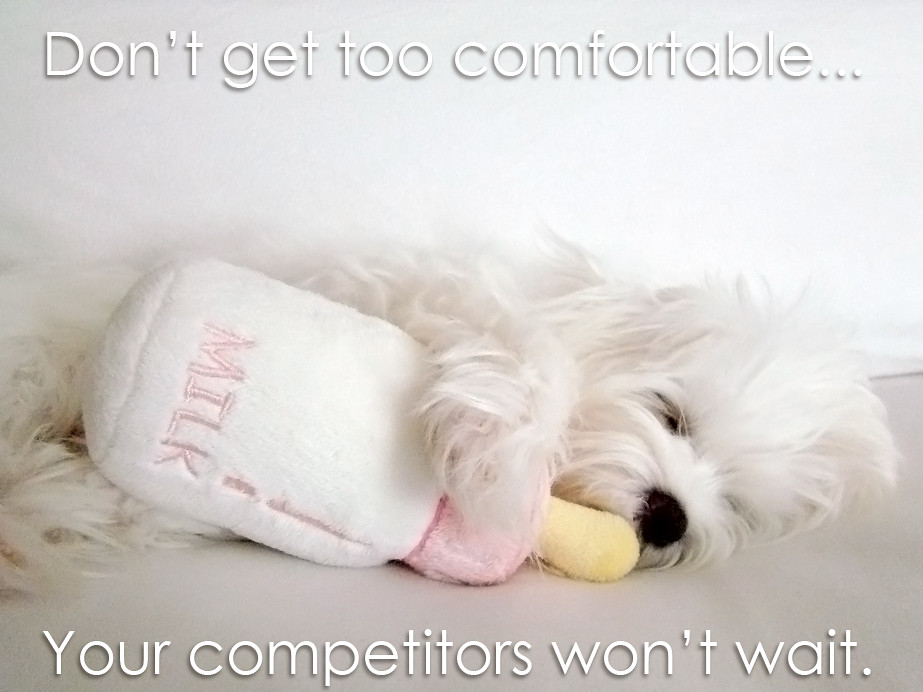 Don't get too comfortable...
MILK
Your competitors won't wait.